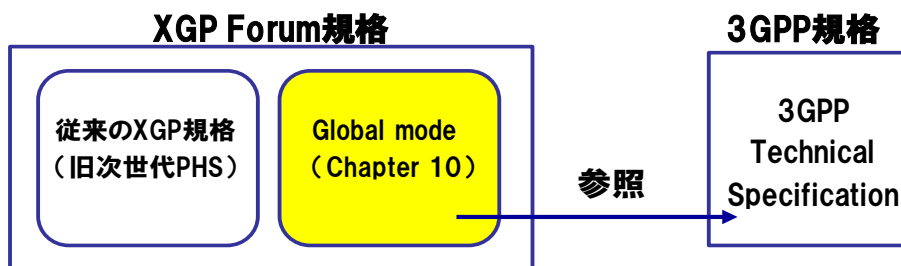 XGP Forum規格
3GPP規格
従来のXGP規格
（旧次世代PHS）
Global mode
（Chapter 10）
参照
3GPP
Technical
Specification